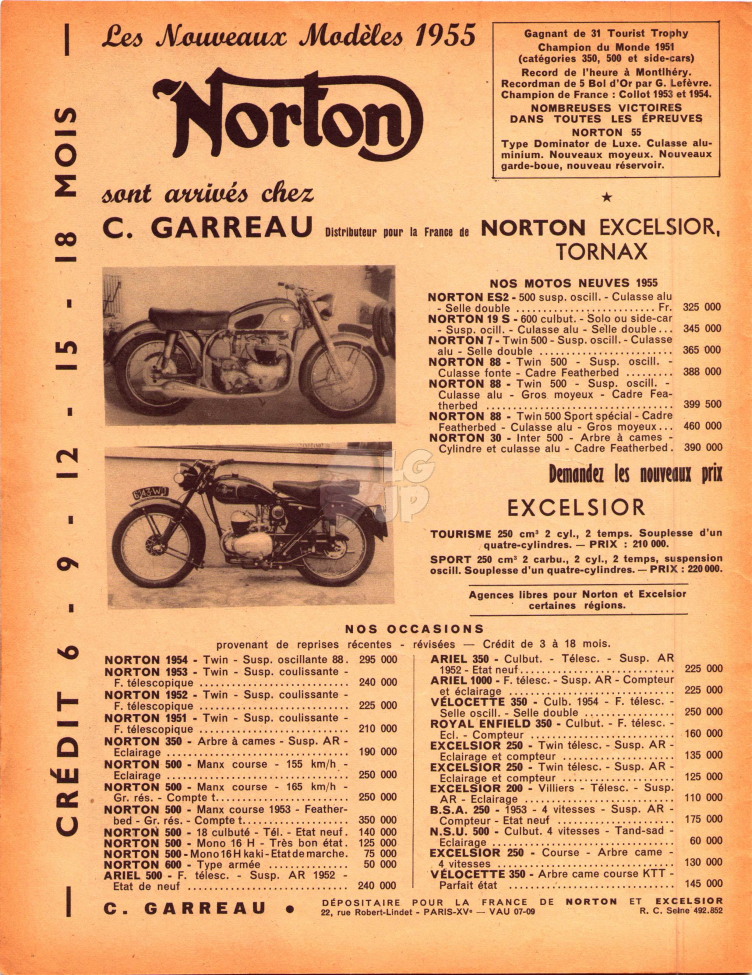 Les Nouveaux Modèles 1955
Norton
sont arrivés chez
C. GARREAU Distributeur pour la France de NORTON EXCELSIOR,
TORNAX
Gagnant de 31 Tourist Trophy
Champion du Monde 1951
(catégories 350, 500 et side-cars)
Record de l'heure à Montlhéry.
Recordman de 5 Bol d'Or par G. Lefèvre.
Champion de France : Collot 1953 et 1954.
NOMBREUSES VICTOIRES
DANS TOUTES LES ÉPREUVES
NORTON 55
Type Dominator de Luxe. Culasse alu-
minium. Nouveaux moyeux. Nouveaux
garde-boue, nouveau réservoir.
CRÉDIT 6 - 9 - 12 - 15 - 18 MOIS
NOS MOTOS NEUVES 1955
NORTON ES2 - 500 susp. oscill. - Culasse alu
- Selle double ........................ Fr. 325 000
NORTON 19 S - 600 culbut. - Solo ou side-car
- Susp. ocill. - Culasse alu - Selle double... 345 000
NORTON 7 - Twin 500 - Susp. oscill. - Culasse
alu - Selle double ........................ 365 000
NORTON 88 - Twin 500 - Susp. oscill. -
Culasse fonte - Cadre Featherbed ......... 388 000
NORTON 88 - Twin 500 - Susp. oscill. -
Culasse alu - Gros moyeux - Cadre Fea-
therbed ................................ 399 500
NORTON 88 - Twin 500 Sport spécial - Cadre
Featherbed - Culasse alu - Gros moyeux... 460 000
NORTON 30 - Inter 500 - Arbre à cames -
Cylindre et culasse alu - Cadre Featherbed. 390 000
Demandez les nouveaux prix
EXCELSIOR
TOURISME 250 cm³ 2 cyl., 2 temps. Souplesse d'un
quatre-cylindres. — PRIX : 210 000.
SPORT 250 cm³ 2 carbu., 2 cyl., 2 temps, suspension
oscill. Souplesse d'un quatre-cylindres. — PRIX : 220 000.
Agences libres pour Norton et Excelsior
certaines régions.
BIG
UP
NOS OCCASIONS
provenant de reprises récentes - révisées — Crédit de 3 à 18 mois.
NORTON 1954 - Twin - Susp. oscillante 88. 295 000
NORTON 1953 - Twin - Susp. coulissante -
F. télescopique ........................ 240 000
NORTON 1952 - Twin - Susp. coulissante -
F. télescopique ........................ 225 000
NORTON 1951 - Twin - Susp. coulissante -
F. télescopique ........................ 210 000
NORTON 350 - Arbre à cames - Susp. AR -
Eclairage ........................ 190 000
NORTON 500 - Manx course - 155 km/h -
Eclairage ........................ 250 000
NORTON 500 - Manx course - 165 km/h -
Gr. rés. - Compte t. ........................ 250 000
NORTON 500 - Manx course 1953 - Feather-
bed - Gr. rés. - Compte t. ................ 350 000
NORTON 500 - 18 culbuté - Tél. - Etat neuf. 140 000
NORTON 500 - Mono 16 H - Très bon état. 125 000
NORTON 500 - Mono 16 H kaki - Etat de marche. 75 000
NORTON 600 - Type armée ................ 50 000
ARIEL 500 - F. télesc. - Susp. AR 1952 -
Etat de neuf ........................ 240 000
ARIEL 350 - Culbut. - Télesc. - Susp. AR
1952 - Etat neuf ........................ 225 000
ARIEL 1000 - F. télesc. - Susp. AR - Compteur
et éclairage ........................ 225 000
VÉLOCETTE 350 - Culb. 1954 - F. télesc. -
Selle oscill. - Selle double ................ 250 000
ROYAL ENFIELD 350 - Culbut. - F. télesc. -
Ecl. - Compteur ........................ 160 000
EXCELSIOR 250 - Twin télesc. - Susp. AR -
Eclairage et compteur ................ 135 000
EXCELSIOR 250 - Twin télesc. - Susp. AR -
Eclairage et compteur ................ 125 000
EXCELSIOR 200 - Villiers - Télesc. - Susp.
AR - Eclairage ........................ 110 000
B.S.A. 250 - 1953 - 4 vitesses - Susp. AR -
Compteur - Etat neuf ................ 175 000
N.S.U. 500 - Culbut. 4 vitesses - Tand-sad -
Eclairage ........................ 60 000
EXCELSIOR 250 - Course - Arbre came -
4 vitesses ........................ 130 000
VÉLOCETTE 350 - Arbre came course KTT -
Parfait état ........................ 145 000
C. GARREAU • DÉPOSITAIRE POUR LA FRANCE DE NORTON ET EXCELSIOR
22, rue Robert-Lindet - PARIS-XVᵉ — VAU 07-09 R. C. Seine 492.852